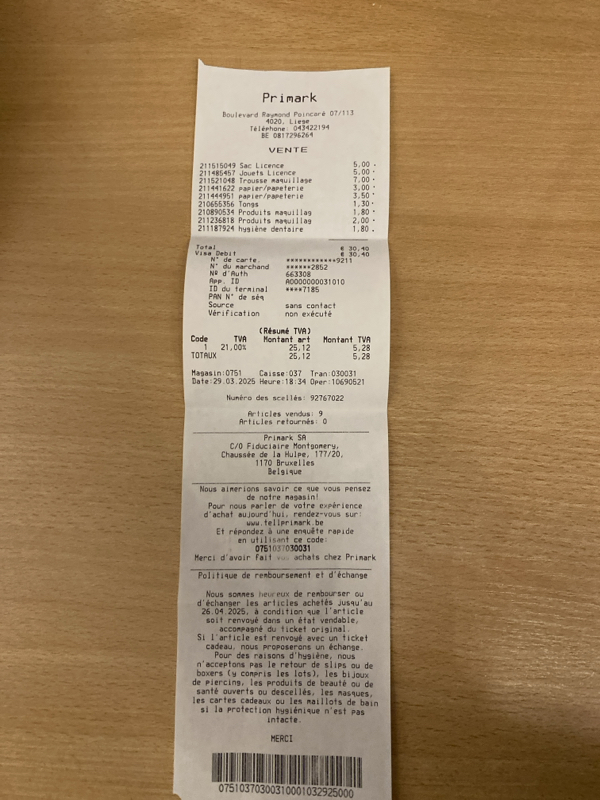 Primark
Boulevard Raymond Poincaré 07/113
4020, Liege
Téléphone: 043422194
BE 0817296264
VENTE
211515049 Sac Licence 5,00
211485457 Jouets Licence 5,00
211521048 Trousse maquillage 7,00
211441622 papier/papeterie 3,00
211444951 papier/papeterie 3,50
210655356 Tongs 1,30
210890534 Produits maquillag 1,80
211236818 Produits maquillag 2,00
211187924 hygiène dentaire 1,80
Total € 30,40
Visa Debit € 30,40
N° de carte. ************9211
N° du marchand ******2852
Nº d'Auth 663308
App. ID A0000000031010
ID du terminal ****7185
PAN N° de séq
Source sans contact
Vérification non exécuté
(Résumé TVA)
Code TVA Montant art Montant TVA
1 21,00% 25,12 5,28
TOTAUX 25,12 5,28
Magasin:0751 Caisse:037 Tran:030031
Date:29.03.2025 Heure:18:34 Oper:10690521
Numéro des scellés: 92767022
Articles vendus: 9
Articles retournés: 0
Primark SA
C/O Fiduciaire Montgomery,
Chaussée de la Hulpe, 177/20,
1170 Bruxelles
Belgique
Nous aimerions savoir ce que vous pensez
de notre magasin!
Pour nous parler de votre expérience
d'achat aujourd'hui, rendez-vous sur:
www.tellprimark.be
Et répondez à une enquête rapide
en utilisant ce code:
0751037030031
Merci d'avoir fait achats chez Primark
Politique de remboursement et d'échange
Nous sommes heureux de rembourser ou
d'échanger les articles achetés jusqu'au
26.04.2025, à condition que l'article
soit renvoyé dans un état vendable,
accompagné du ticket original.
Si l'article est renvoyé avec un ticket
cadeau, nous proposerons un échange.
Pour des raisons d'hygiène, nous
n'acceptons pas le retour de slips ou de
boxers (y compris les lots), les bijoux
de piercings, les produits de beauté ou de
santé ouverts ou descellés, les masques,
les cartes cadeaux ou les maillots de bain
si la protection hygiénique n'est pas
intacte.
MERCI
07510370300310001032925000